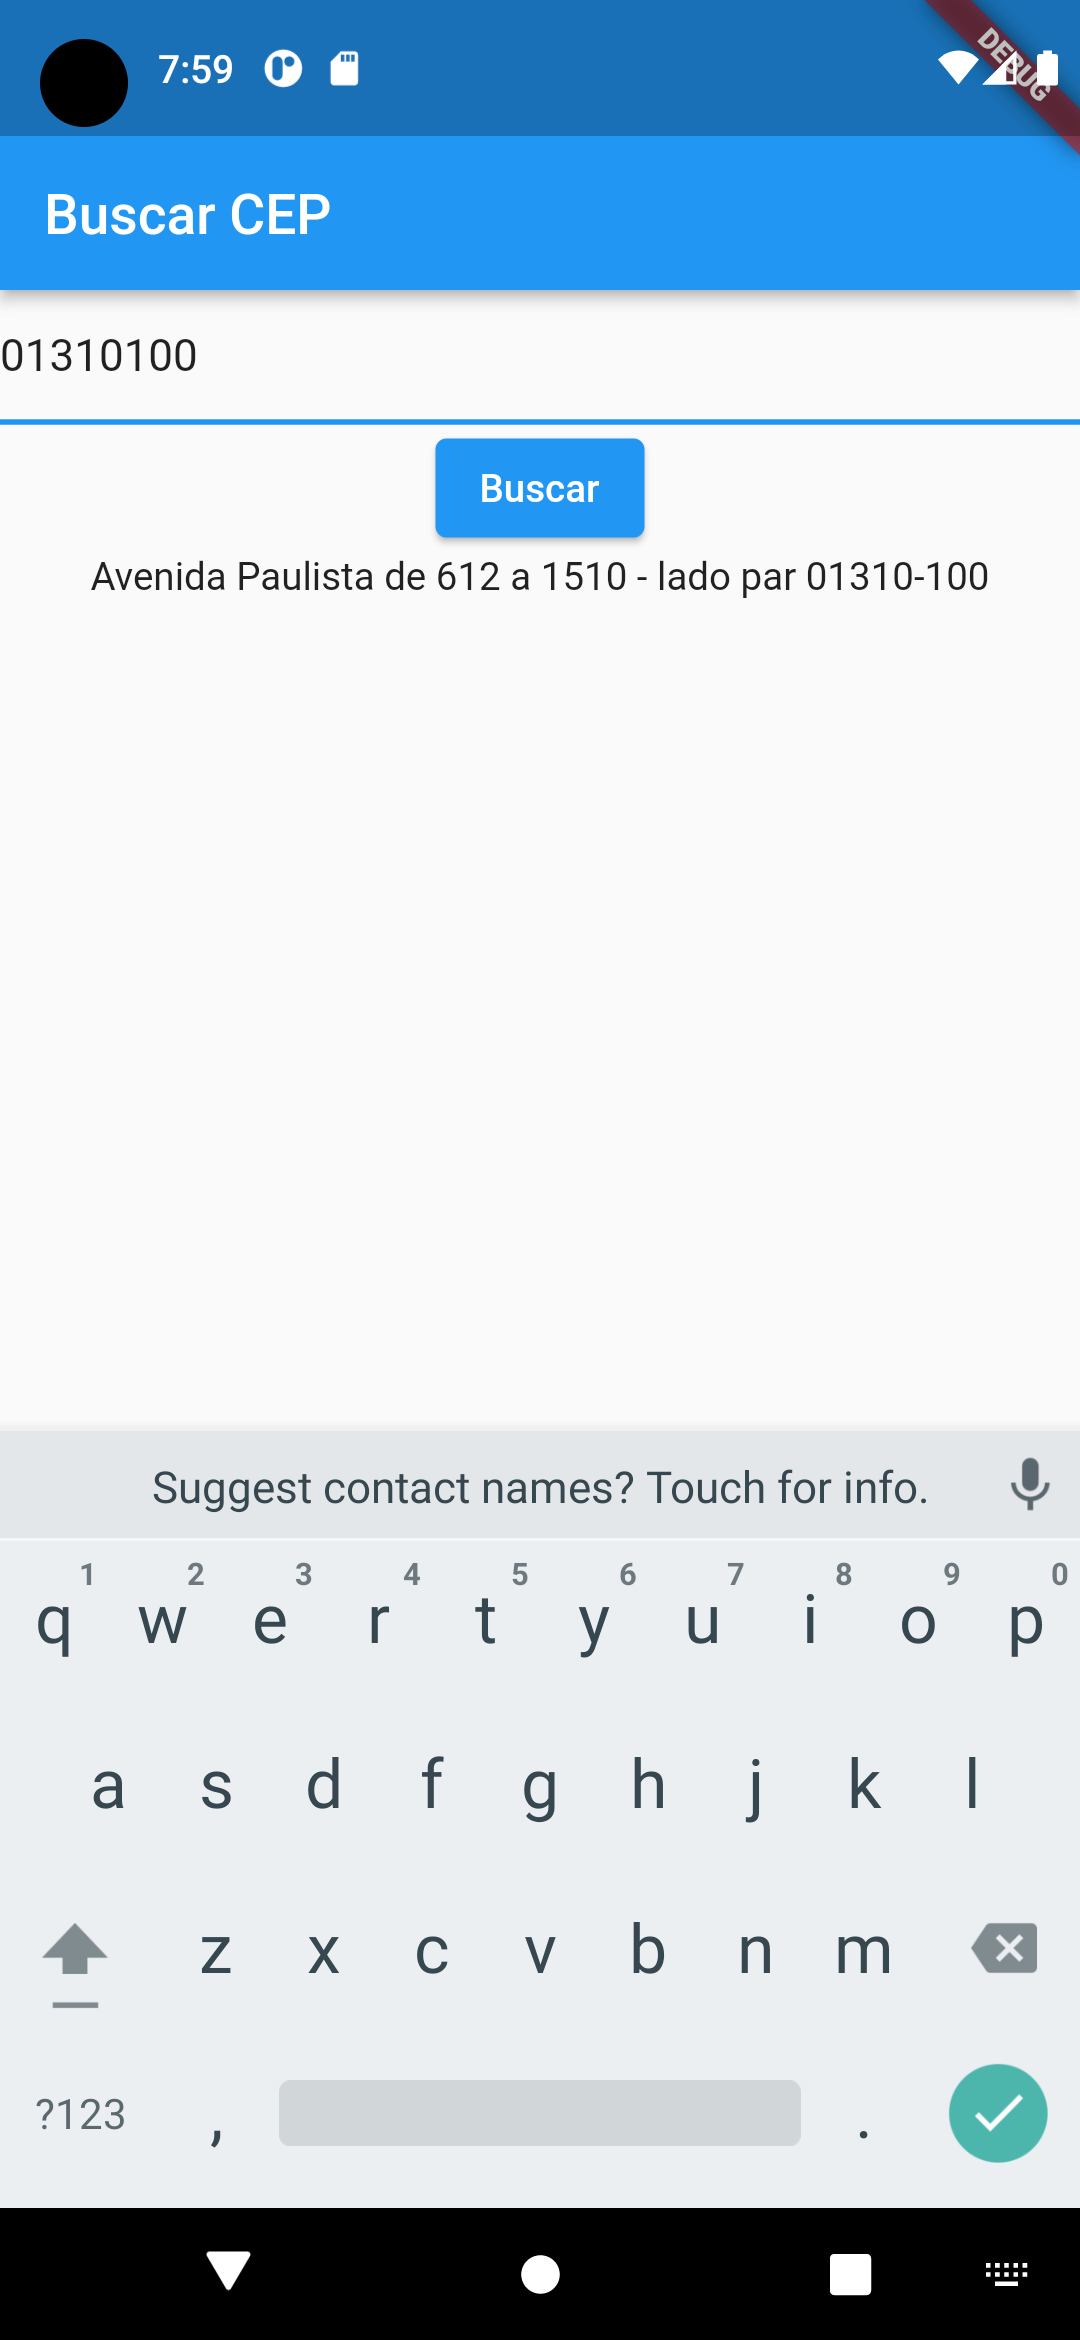 7:59
DEBUG
Buscar CEP
01310100
Buscar
Avenida Paulista de 612 a 1510 - lado par 01310-100
Suggest contact names? Touch for info.
1 2 3 4 5 6 7 8 9 0
q w e r t y u i o p
a s d f g h j k l
z x c v b n m
?123 , .